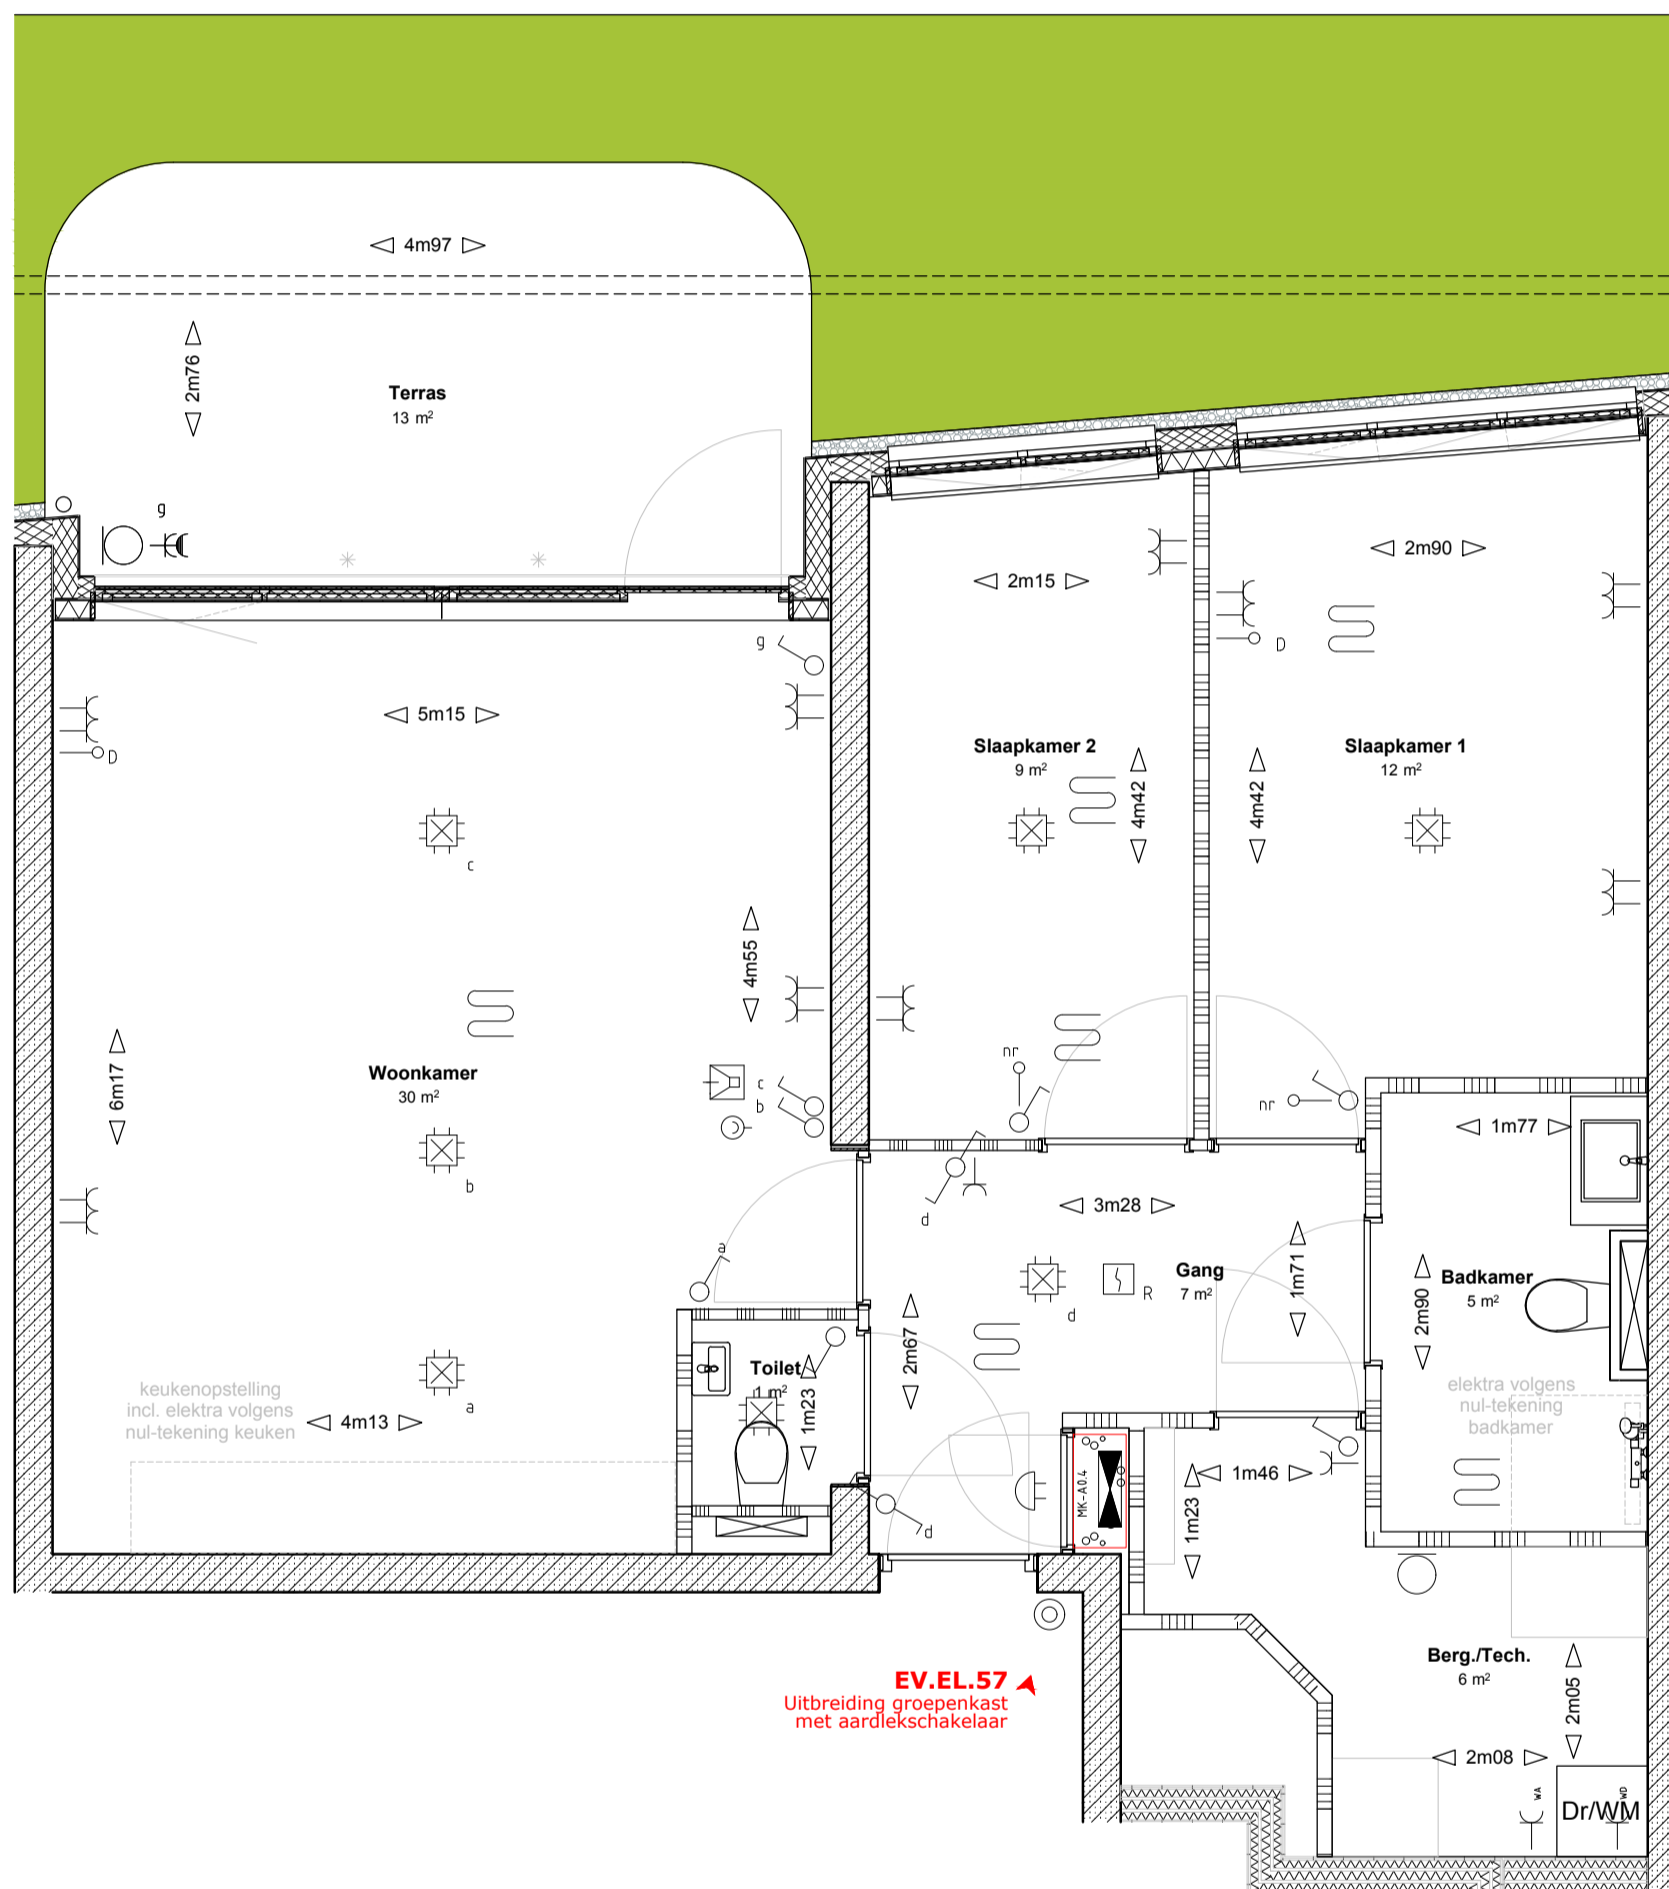 4m97
2m76
Terras
13 m²
g
2m15
2m90
g
D
5m15
D
Slaapkamer 2
9 m²
Slaapkamer 1
12 m²
4m42
4m42
c
4m55
6m17
Woonkamer
30 m²
c
b
nr
nr
1m77
b
d
3m28
a
Gang
7 m²
1m71
R
d
2m67
Badkamer
5 m²
2m90
Toilet
1 m²
1m23
a
keukenopstelling
incl. elektra volgens
nul-tekening keuken
4m13
elektra volgens
nul-tekening
badkamer
1m46
MK-A0.4
1m23
d
Berg./Tech.
6 m²
2m05
EV.EL.57
Uitbreiding groepenkast
met aardlekschakelaar
2m08
WA
WD
Dr/WM